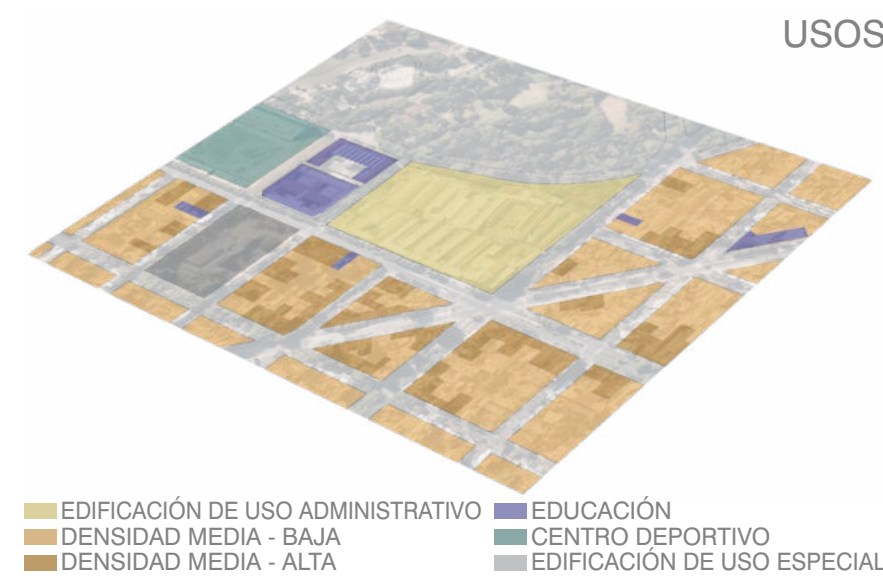 USOS
EDIFICACIÓN DE USO ADMINISTRATIVO
DENSIDAD MEDIA - BAJA
DENSIDAD MEDIA - ALTA
EDUCACIÓN
CENTRO DEPORTIVO
EDIFICACIÓN DE USO ESPECIAL